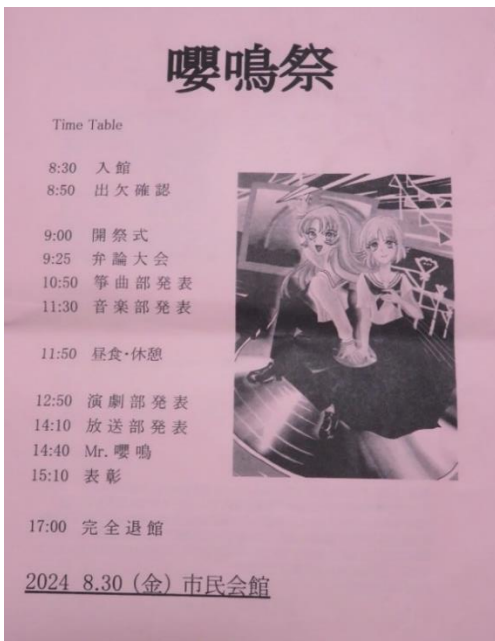 嚶鳴祭
Time Table
8:30 入館
8:50 出欠確認
9:00 開祭式
9:25 弁論大会
10:50 箏曲部発表
11:30 音楽部発表
11:50 昼食・休憩
12:50 演劇部発表
14:10 放送部発表
14:40 Mr. 嚶鳴
15:10 表彰
17:00 完全退館
2024 8.30 (金) 市民会館